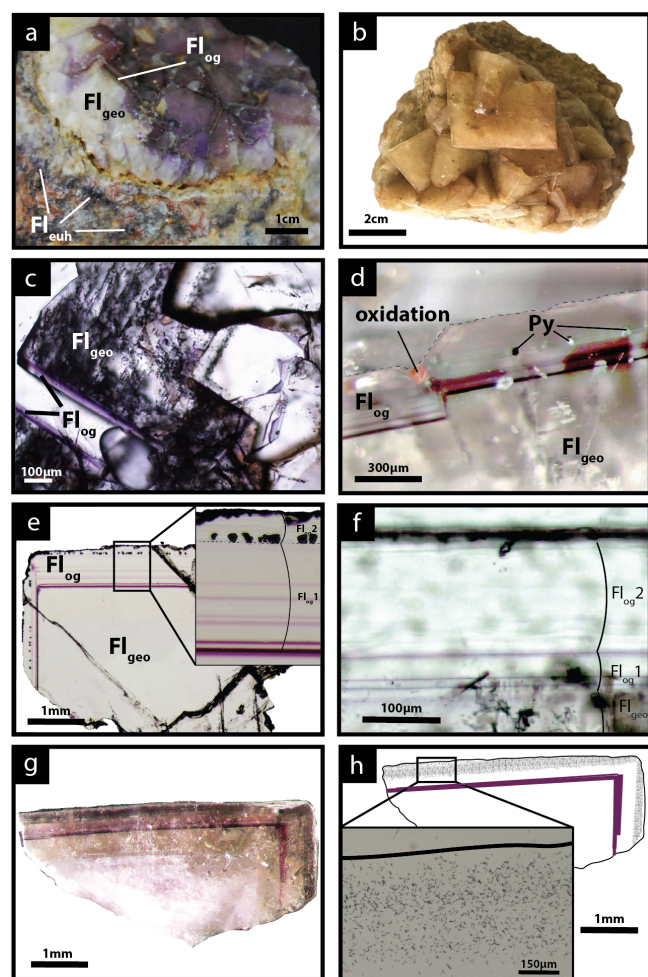 a
Fl og
Fl geo
Fl euh
1cm
b
2cm
c
Fl geo
Fl og
100µm
d
oxidation
Py
Fl og
Fl geo
300µm
e
Fl og
Fl geo
1mm
Fl 2
Fl og 1
f
Fl og 2
Fl og 1
Fl geo
100µm
g
1mm
h
1mm
150µm